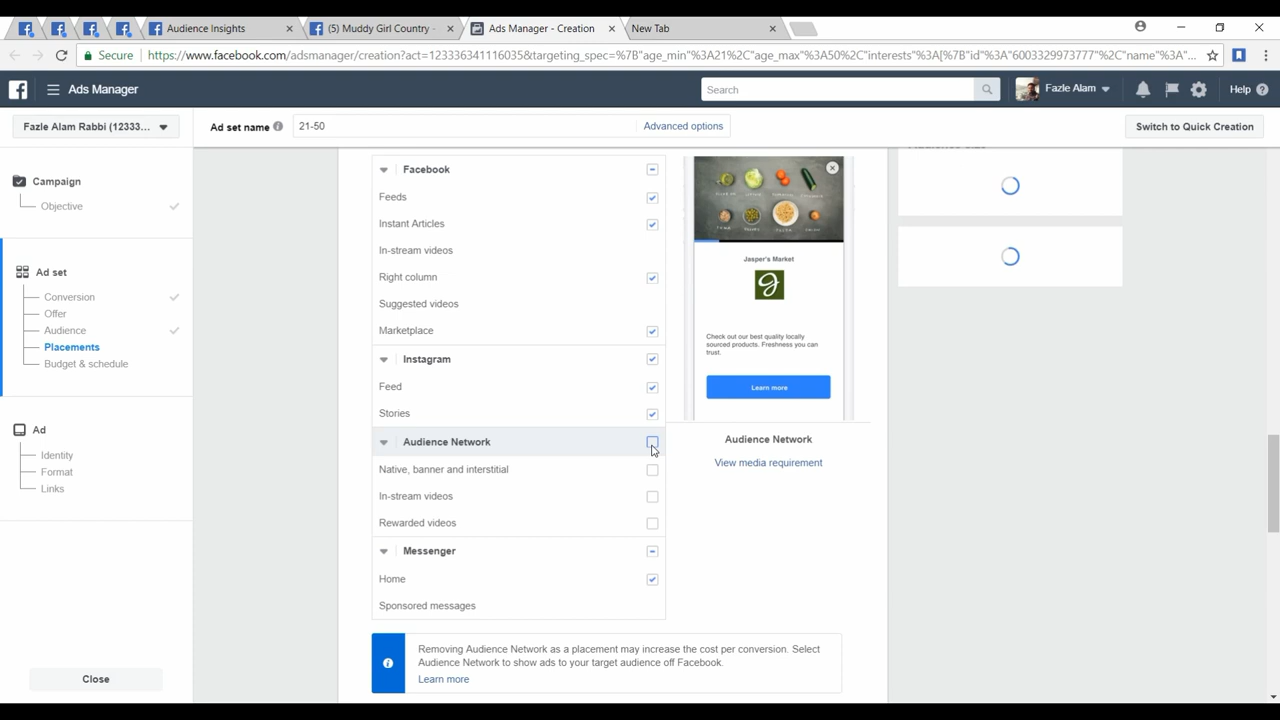 Audience Insights
(5) Muddy Girl Country -
Ads Manager - Creation
New Tab
Secure
https://www.facebook.com/adsmanager/creation?act=1233363411160358&targeting_spec=%7B"age_min"%3A21%2C"age_max"%3A50%2C"interests"%3A[%7B"id"%3A"6003329973777"%2C"name"%3A"...
Ads Manager
Search
Fazle Alam
Help
Fazle Alam Rabbi (12333...
Ad set name
21-50
Advanced options
Switch to Quick Creation
Campaign
Objective
Ad set
Conversion
Offer
Audience
Placements
Budget & schedule
Ad
Identity
Format
Links
Close
Facebook
Feeds
Instant Articles
In-stream videos
Right column
Suggested videos
Marketplace
Instagram
Feed
Stories
Audience Network
Native, banner and interstitial
In-stream videos
Rewarded videos
Messenger
Home
Sponsored messages
Jasper's Market
Check out our best quality locally
sourced products. Freshness you can
trust.
Learn more
Audience Network
View media requirement
Removing Audience Network as a placement may increase the cost per conversion. Select
Audience Network to show ads to your target audience off Facebook.
Learn more